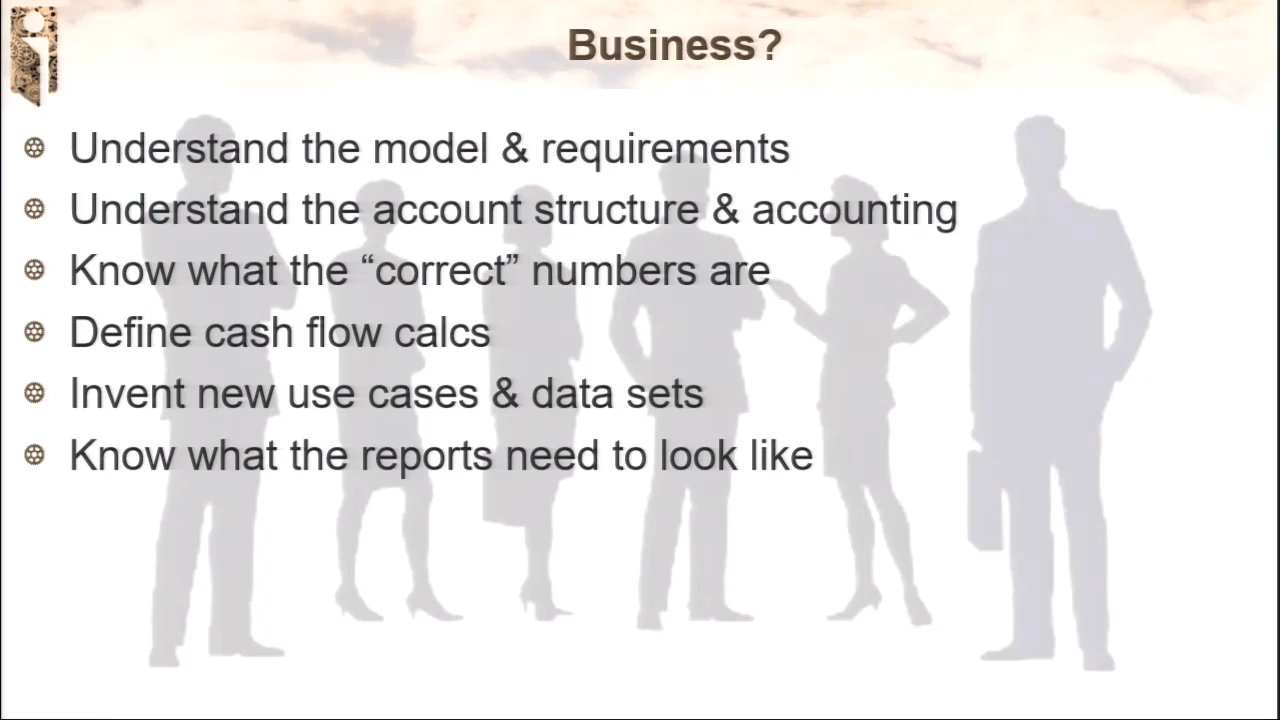 Business?
Understand the model & requirements
Understand the account structure & accounting
Know what the “correct” numbers are
Define cash flow calcs
Invent new use cases & data sets
Know what the reports need to look like